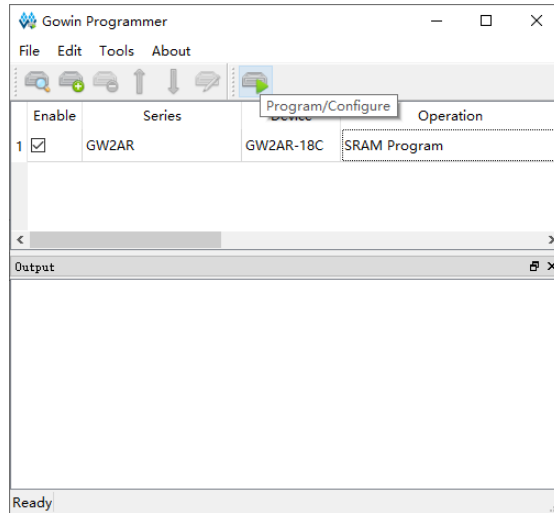 Gowin Programmer
File Edit Tools About
Program/Configure
Enable Series Device Operation
1 GW2AR GW2AR-18C SRAM Program
Output
Ready